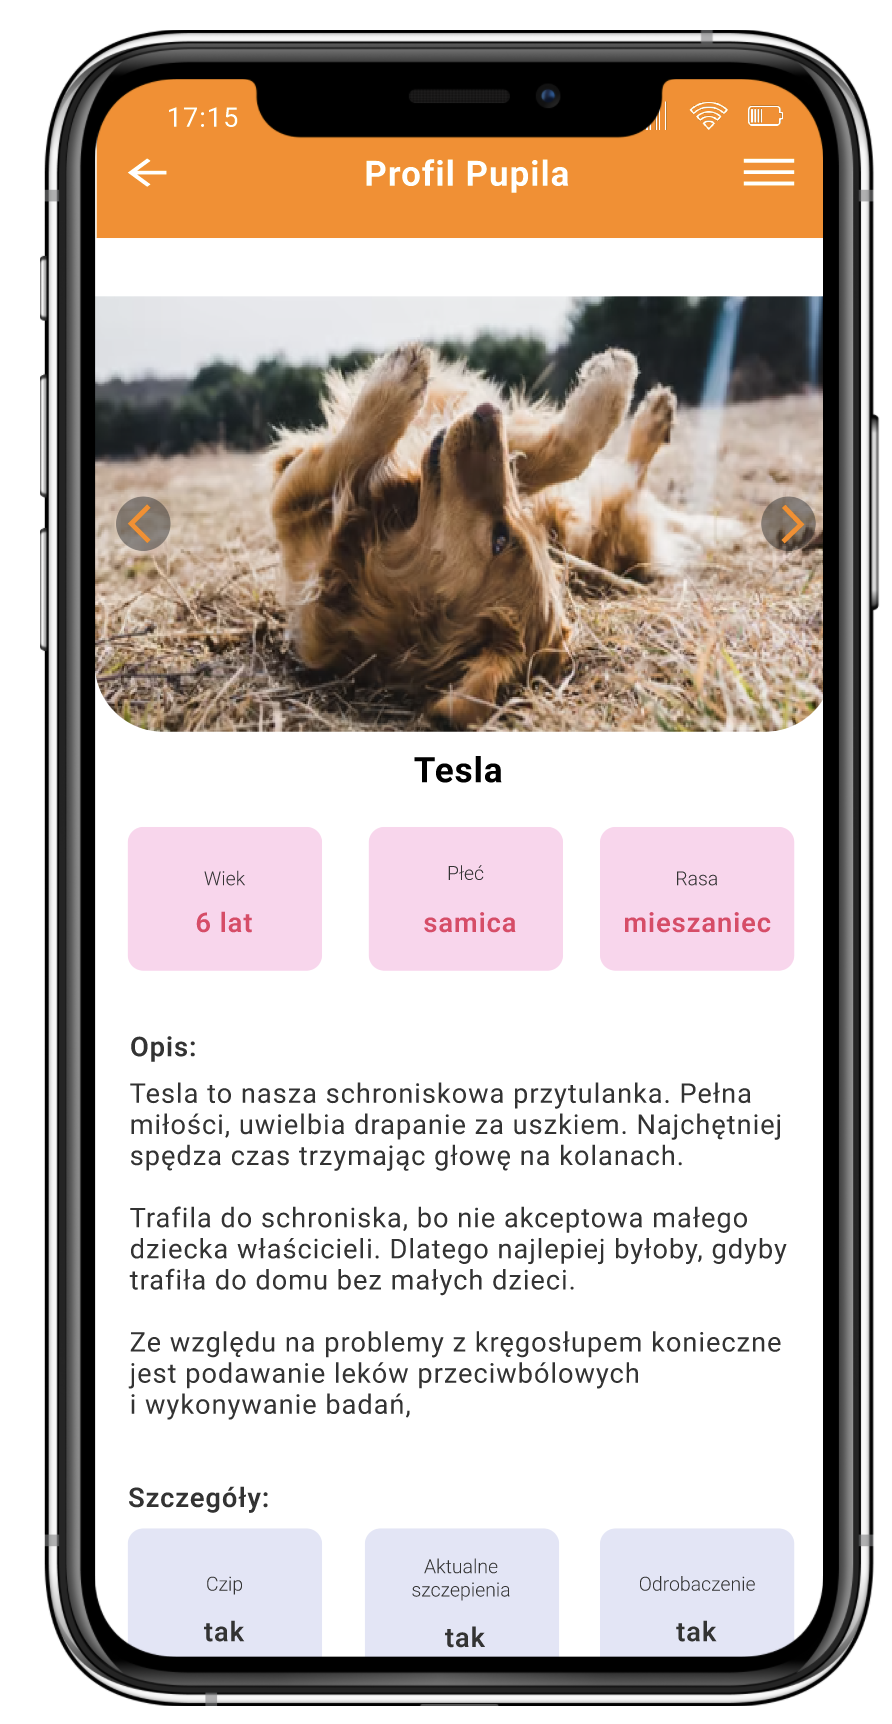 17:15
Profil Pupila
Tesla
Wiek
6 lat
Płeć
samica
Rasa
mieszaniec
Opis:
Tesla to nasza schroniskowa przytulanka. Pełna
miłości, uwielbia drapanie za uszkiem. Najchętniej
spędza czas trzymając głowę na kolanach.
Trafila do schroniska, bo nie akceptowa małego
dziecka właścicieli. Dlatego najlepiej byłoby, gdyby
trafiła do domu bez małych dzieci.
Ze względu na problemy z kręgosłupem konieczne
jest podawanie leków przeciwbólowych
i wykonywanie badań,
Szczegóły:
Czip
tak
Aktualne
szczepienia
tak
Odrobaczenie
tak